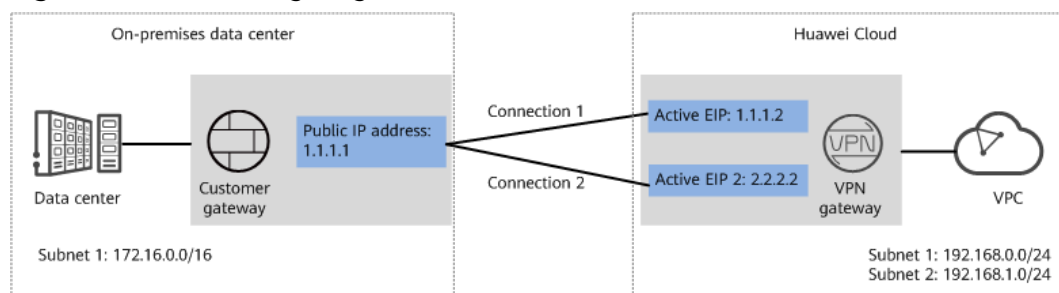 On-premises data center
Huawei Cloud
Connection 1
Active EIP: 1.1.1.2
Public IP address:
1.1.1.1
VPN
Connection 2
Active EIP 2: 2.2.2.2
Data center
Customer
gateway
VPN
gateway
VPC
Subnet 1: 172.16.0.0/16
Subnet 1: 192.168.0.0/24
Subnet 2: 192.168.1.0/24